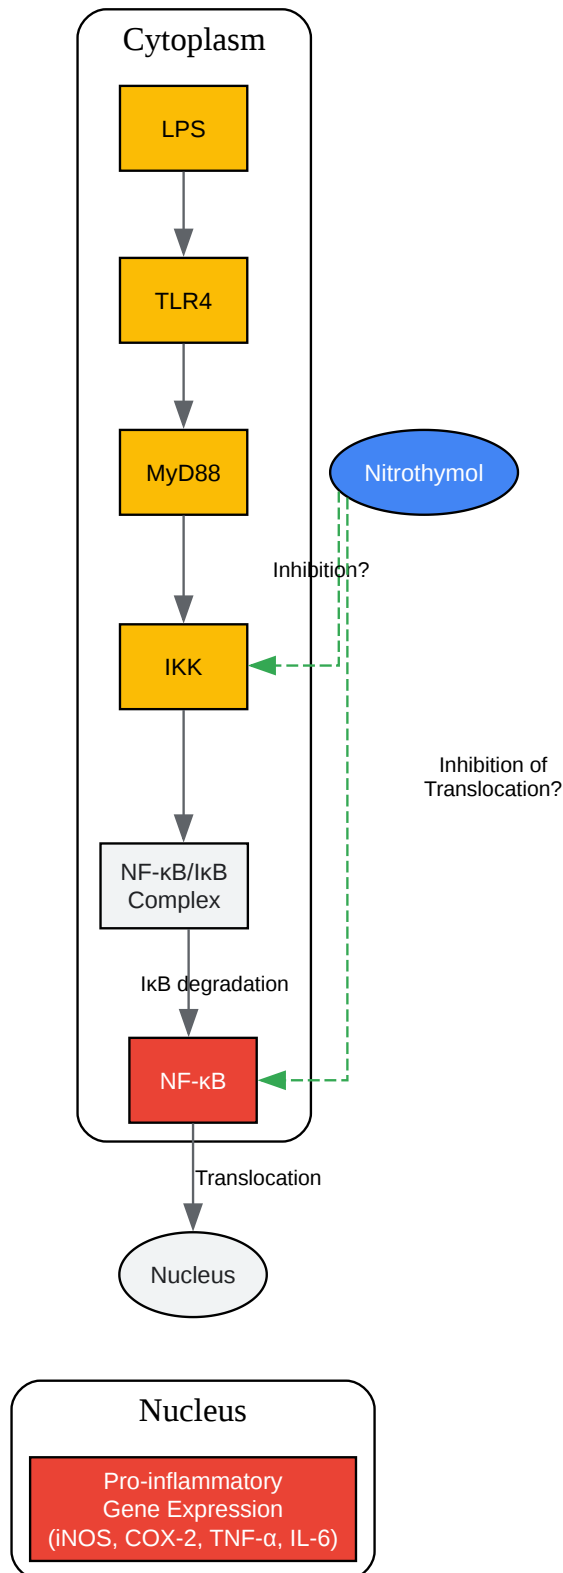 Cytoplasm
LPS
TLR4
MyD88
Nitrothymol
Inhibition?
IKK
Inhibition of
Translocation?
NF-κB/IκB
Complex
IκB degradation
NF-κB
Translocation
Nucleus
Nucleus
Pro-inflammatory
Gene Expression
(iNOS, COX-2, TNF-α, IL-6)